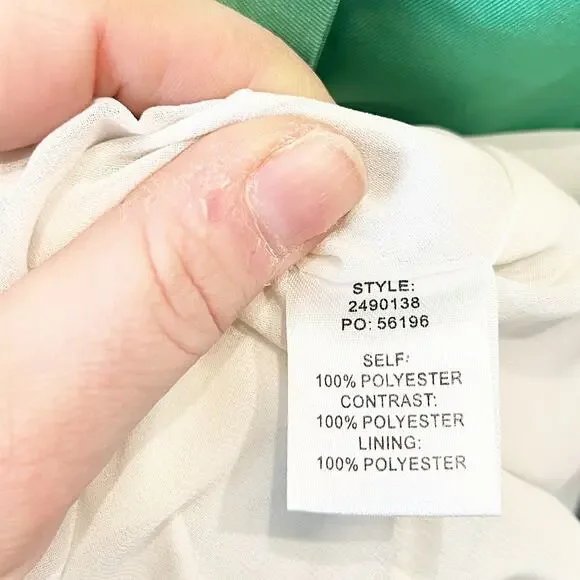 STYLE:
2490138
PO: 56196
SELF:
100% POLYESTER
CONTRAST:
100% POLYESTER
LINING:
100% POLYESTER